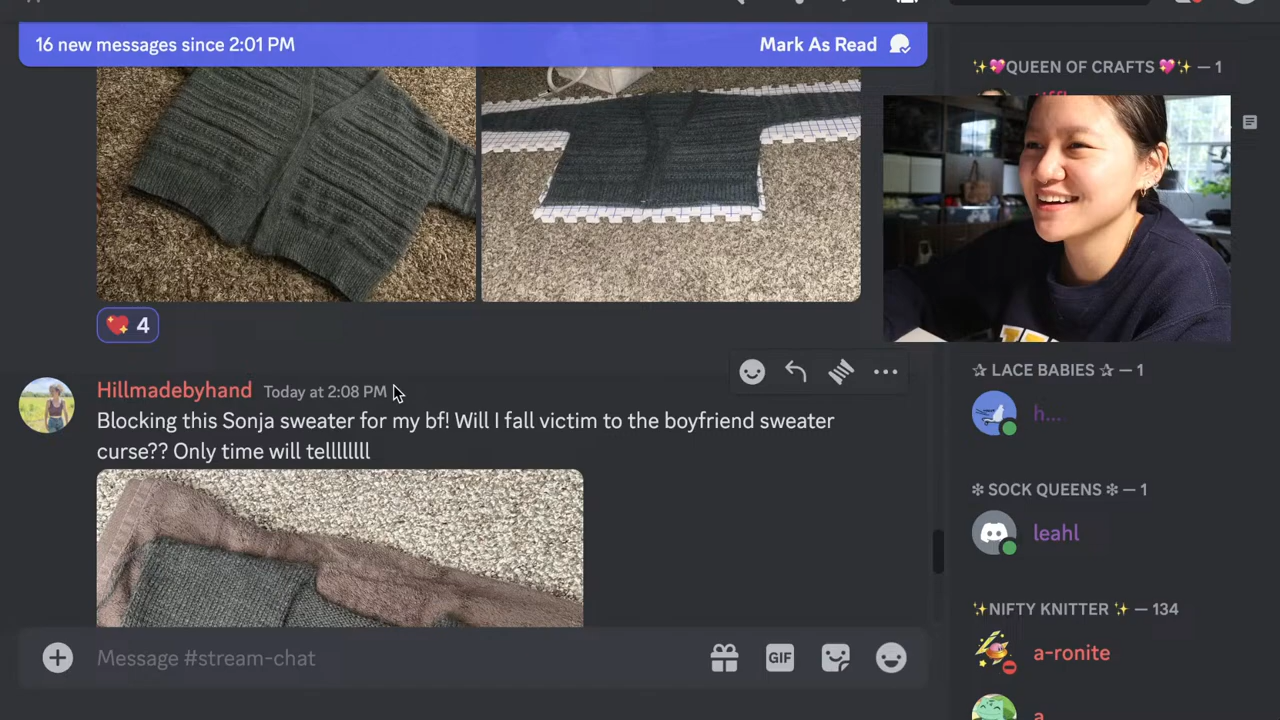 16 new messages since 2:01 PM
Mark As Read
✨💖QUEEN OF CRAFTS 💖✨ — 1
💖 4
Hillmadebyhand Today at 2:08 PM
Blocking this Sonja sweater for my bf! Will I fall victim to the boyfriend sweater
curse?? Only time will telllllll
Message #stream-chat
GIF
✰ LACE BABIES ✰ — 1
h...
❇ SOCK QUEENS ❇ — 1
leahl
✨NIFTY KNITTER ✨ — 134
a-ronite
a